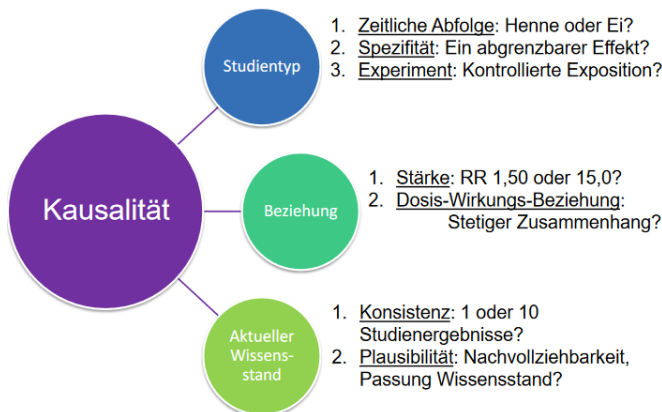 Kausalität
Studientyp
1. Zeitliche Abfolge: Henne oder Ei?
2. Spezifität: Ein abgrenzbarer Effekt?
3. Experiment: Kontrollierte Exposition?
Beziehung
1. Stärke: RR 1,50 oder 15,0?
2. Dosis-Wirkungs-Beziehung:
Stetiger Zusammenhang?
Aktueller
Wissens-
stand
1. Konsistenz: 1 oder 10
Studienergebnisse?
2. Plausibilität: Nachvollziehbarkeit,
Passung Wissensstand?